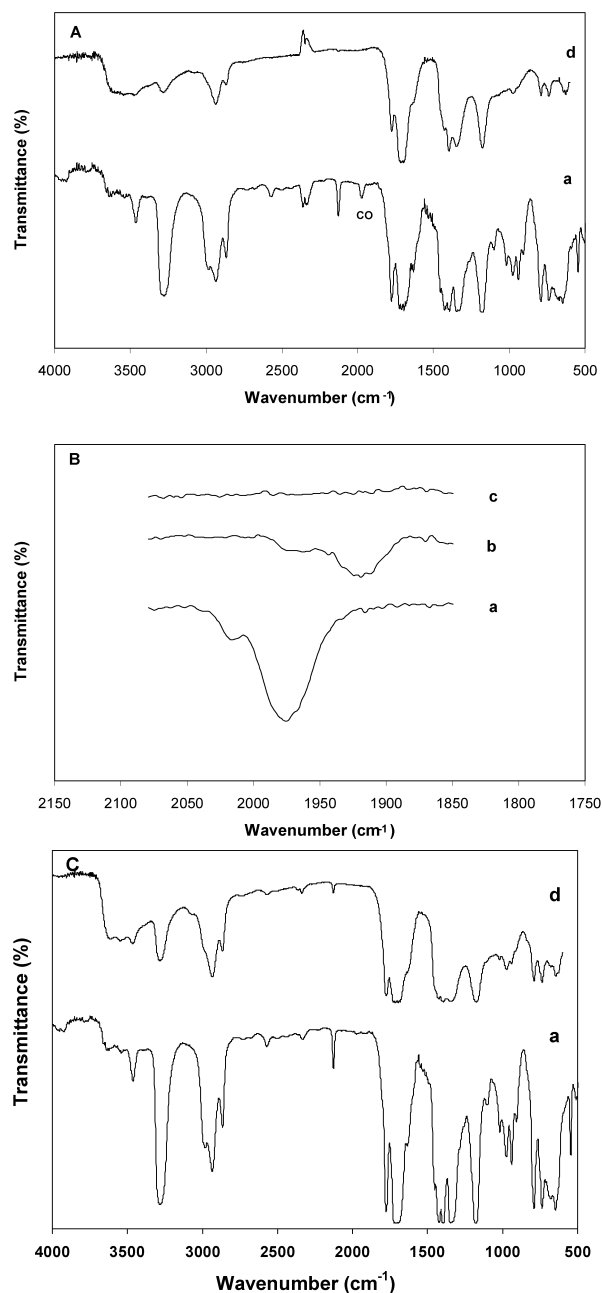 A
d
a
CO
Transmittance (%)
4000 3500 3000 2500 2000 1500 1000 500
Wavenumber (cm-1)
B
c
b
a
Transmittance (%)
2150 2100 2050 2000 1950 1900 1850 1800 1750
Wavenumber (cm-1)
C
d
a
Transmittance (%)
4000 3500 3000 2500 2000 1500 1000 500
Wavenumber (cm-1)